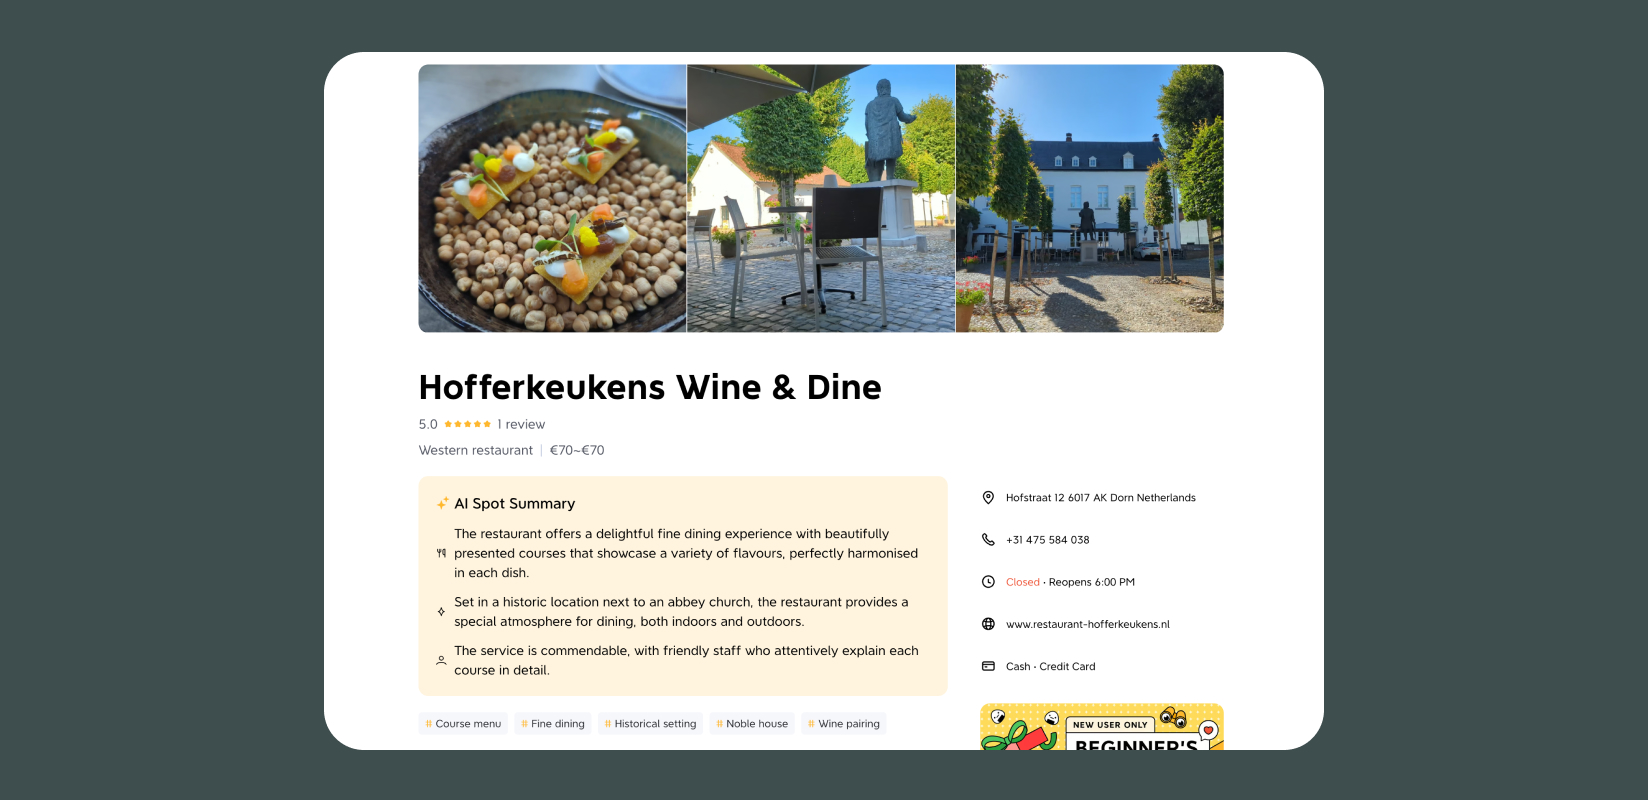 Hofferkeukens Wine & Dine
5.0 1 review
Western restaurant | €70~€70
AI Spot Summary
The restaurant offers a delightful fine dining experience with beautifully
presented courses that showcase a variety of flavours, perfectly harmonised
in each dish.
Set in a historic location next to an abbey church, the restaurant provides a
special atmosphere for dining, both indoors and outdoors.
The service is commendable, with friendly staff who attentively explain each
course in detail.
# Course menu # Fine dining # Historical setting # Noble house # Wine pairing
Hofstraat 12 6017 AK Dorn Netherlands
+31 475 584 038
Closed · Reopens 6:00 PM
www.restaurant-hofferkeukens.nl
Cash · Credit Card
NEW USER ONLY
BEGINNER'S